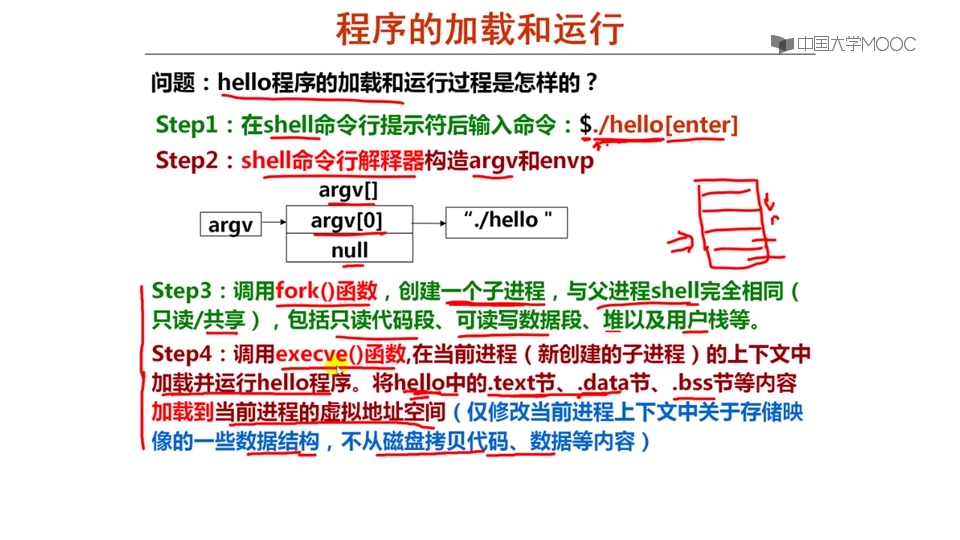 程序的加载和运行
中国大学MOOC
问题：hello程序的加载和运行过程是怎样的？
Step1：在shell命令行提示符后输入命令：$./hello[enter]
Step2：shell命令行解释器构造argv和envp
argv[]
argv
argv[0]
“./hello "
null
Step3：调用fork()函数，创建一个子进程，与父进程shell完全相同（
只读/共享），包括只读代码段、可读写数据段、堆以及用户栈等。
Step4：调用execve()函数,在当前进程（新创建的子进程）的上下文中
加载并运行hello程序。将hello中的.text节、.data节、.bss节等内容
加载到当前进程的虚拟地址空间（仅修改当前进程上下文中关于存储映
像的一些数据结构，不从磁盘拷贝代码、数据等内容）